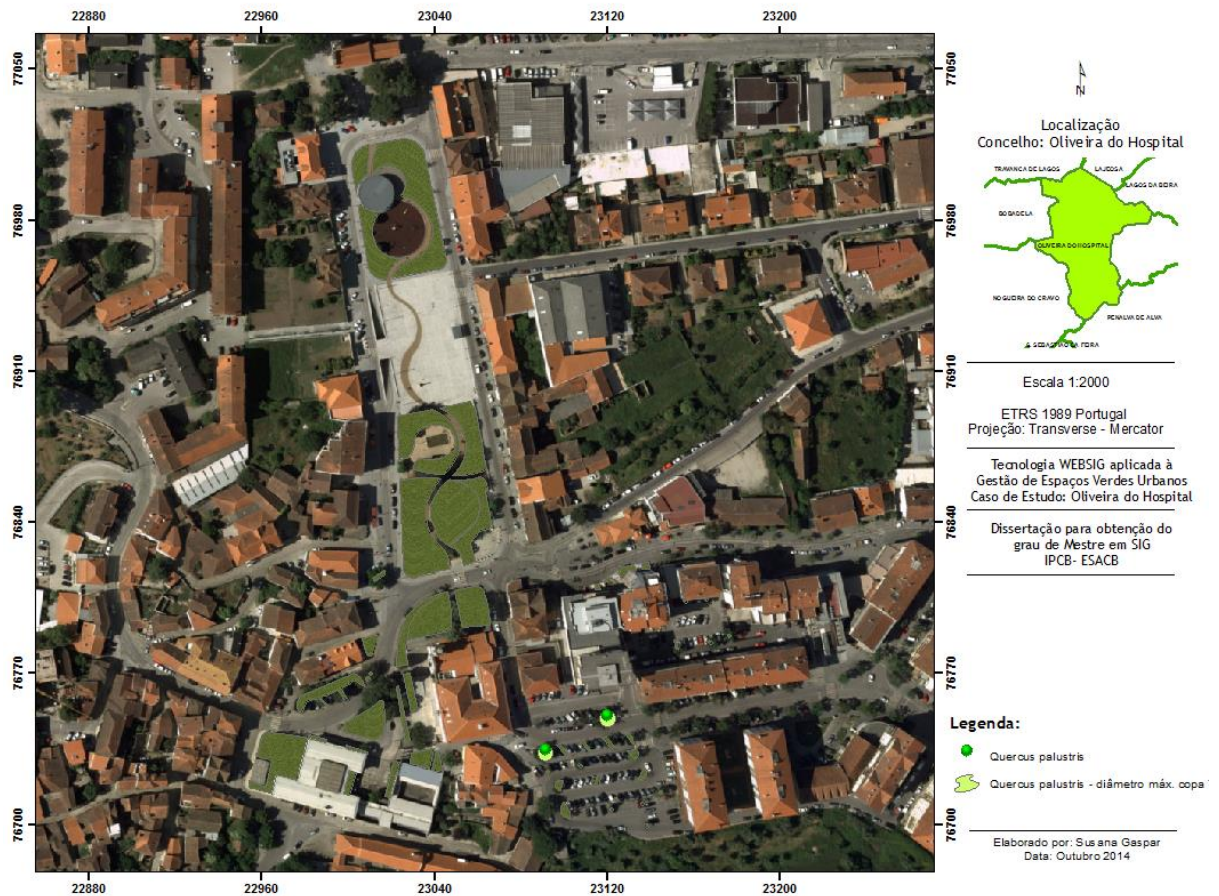 22880 22960 23040 23120 23200
77050
76980
76910
76840
76770
76700
77050
76980
76910
76840
76770
76700
22880 22960 23040 23120 23200
N
Localização
Concelho: Oliveira do Hospital
TRAVANCA DE LAGOS
LAJEOSA
LAGOS DA BEIRA
BOBADELA
OLIVEIRA DO HOSPITAL
NOGUEIRA DO CRAVO
PENALVA DE ALVA
S. SEBASTIÃO DA FEIRA
Escala 1:2000
ETRS 1989 Portugal
Projeção: Transverse - Mercator
Tecnologia WEBSIG aplicada à
Gestão de Espaços Verdes Urbanos
Caso de Estudo: Oliveira do Hospital
Dissertação para obtenção do
grau de Mestre em SIG
IPCB- ESACB
Legenda:
Quercus palustris
Quercus palustris - diâmetro máx. copa
Elaborado por: Susana Gaspar
Data: Outubro 2014